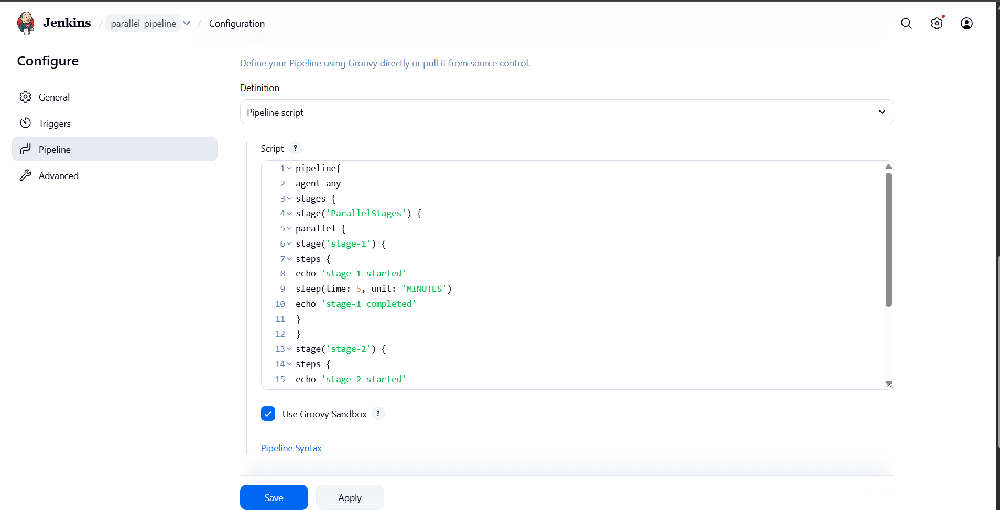 Jenkins / parallel_pipeline / Configuration
Configure
General
Triggers
Pipeline
Advanced
Define your Pipeline using Groovy directly or pull it from source control.
Definition
Pipeline script
Script ?
1 pipeline{
2 agent any
3 stages {
4 stage('ParallelStages') {
5 parallel {
6 stage('stage-1') {
7 steps {
8 echo 'stage-1 started'
9 sleep(time: 5, unit: 'MINUTES')
10 echo 'stage-1 completed'
11 }
12 }
13 stage('stage-2') {
14 steps {
15 echo 'stage-2 started'
Use Groovy Sandbox ?
Pipeline Syntax
Save Apply